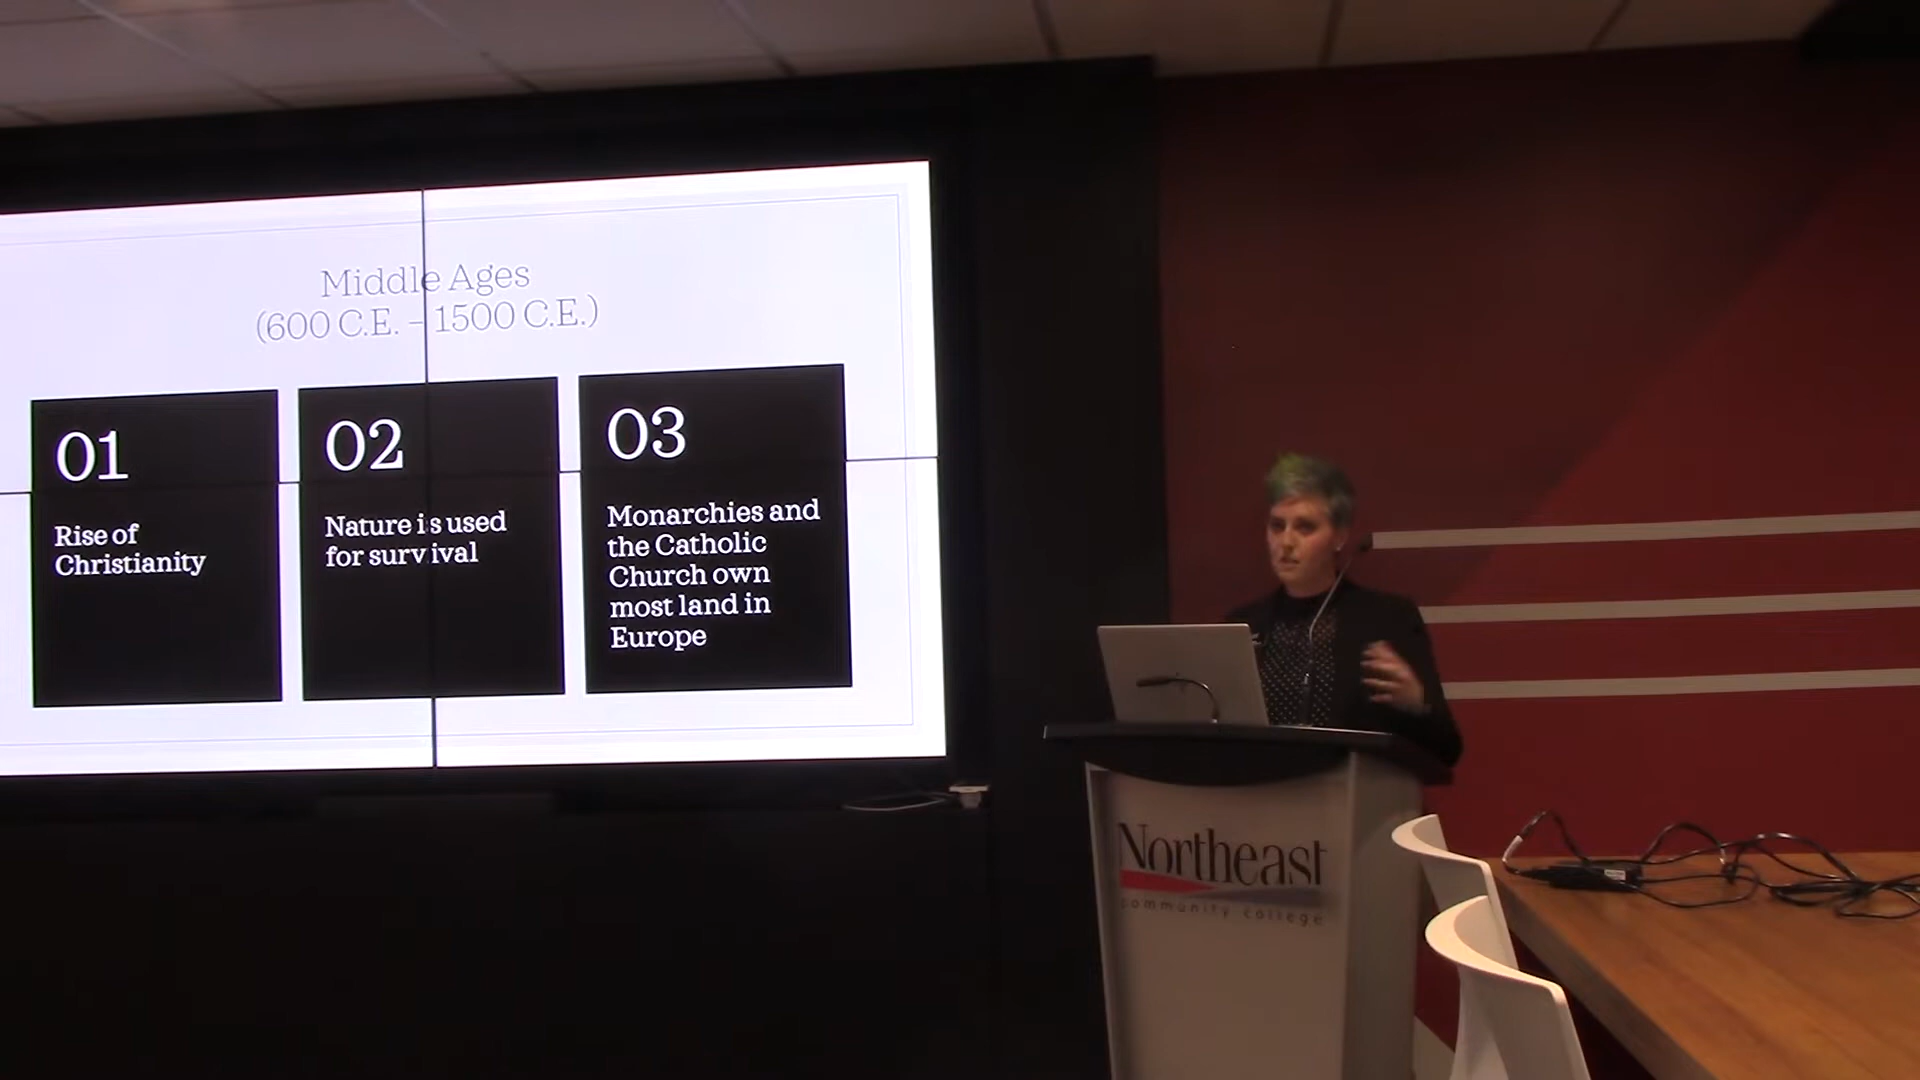 Middle Ages
(600 C.E. - 1500 C.E.)
01
Rise of
Christianity
02
Nature is used
for survival
03
Monarchies and
the Catholic
Church own
most land in
Europe
Northeast
community college